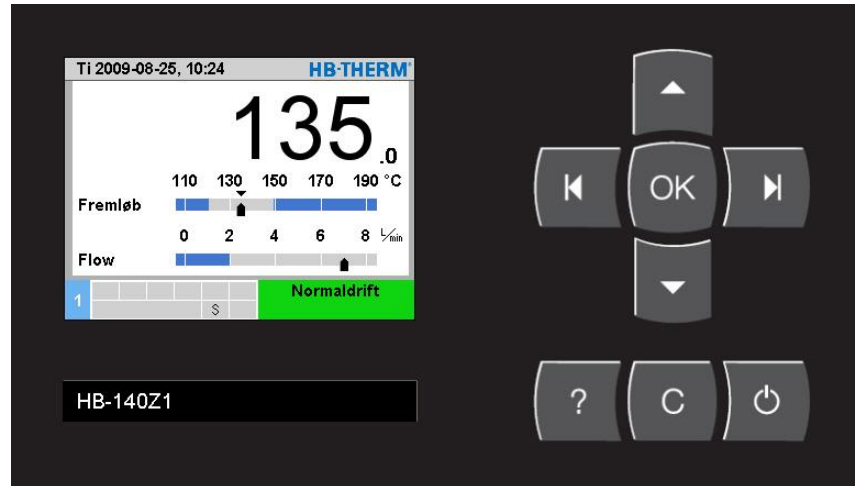 Ti 2009-08-25, 10:24 HB-THERM®
135.0
110 130 150 170 190 °C
Fremløb
0 2 4 6 8 L/min
Flow
1 S Normaldrift
OK
HB-140Z1
? C